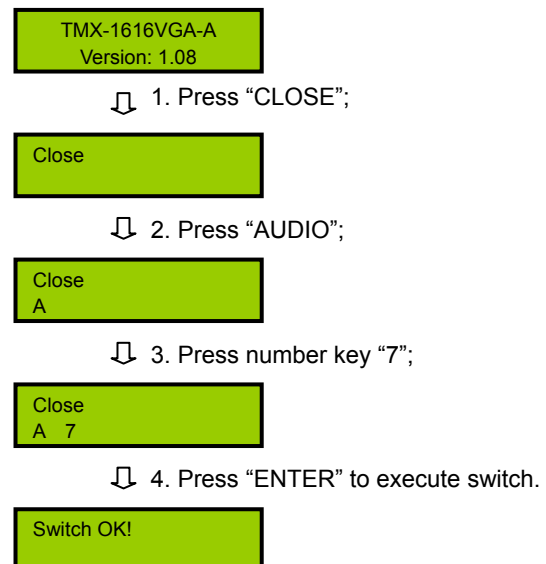 TMX-1616VGA-A
Version: 1.08
1. Press “CLOSE”;
Close
2. Press “AUDIO”;
Close
A
3. Press number key “7”;
Close
A 7
4. Press “ENTER” to execute switch.
Switch OK!